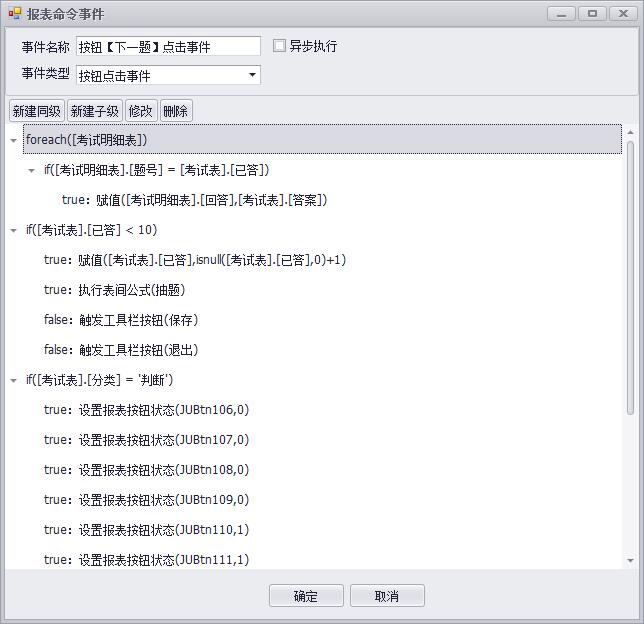 报表命令事件
事件名称 按钮【下一题】点击事件 异步执行
事件类型 按钮点击事件
新建同级 新建子级 修改 删除
foreach([考试明细表])
if([考试明细表].[题号] = [考试表].[已答])
true：赋值([考试明细表].[回答],[考试表].[答案])
if([考试表].[已答] < 10)
true：赋值([考试表].[已答],isnull([考试表].[已答],0)+1)
true：执行表间公式(抽题)
false：触发工具栏按钮(保存)
false：触发工具栏按钮(退出)
if([考试表].[分类] = '判断')
true：设置报表按钮状态(JUBtn106,0)
true：设置报表按钮状态(JUBtn107,0)
true：设置报表按钮状态(JUBtn108,0)
true：设置报表按钮状态(JUBtn109,0)
true：设置报表按钮状态(JUBtn110,1)
true：设置报表按钮状态(JUBtn111,1)
确定 取消